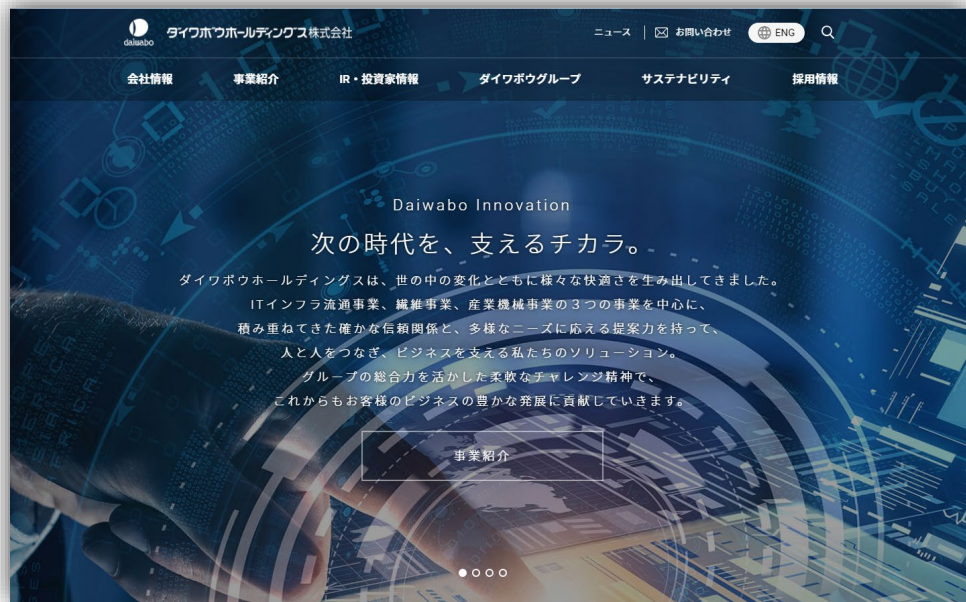 daiwabo
ダイワボウホールディングス株式会社
ニュース
お問い合わせ
ENG
会社情報
事業紹介
IR・投資家情報
ダイワボウグループ
サステナビリティ
採用情報
Daiwabo Innovation
次の時代を、支えるチカラ。
ダイワボウホールディングスは、世の中の変化とともに様々な快適さを生み出してきました。
ITインフラ流通事業、繊維事業、産業機械事業の3つの事業を中心に、
積み重ねてきた確かな信頼関係と、多様なニーズに応える提案力を持って、
人と人をつなぎ、ビジネスを支える私たちのソリューション。
グループの総合力を活かした柔軟なチャレンジ精神で、
これからもお客様のビジネスの豊かな発展に貢献していきます。
事業紹介